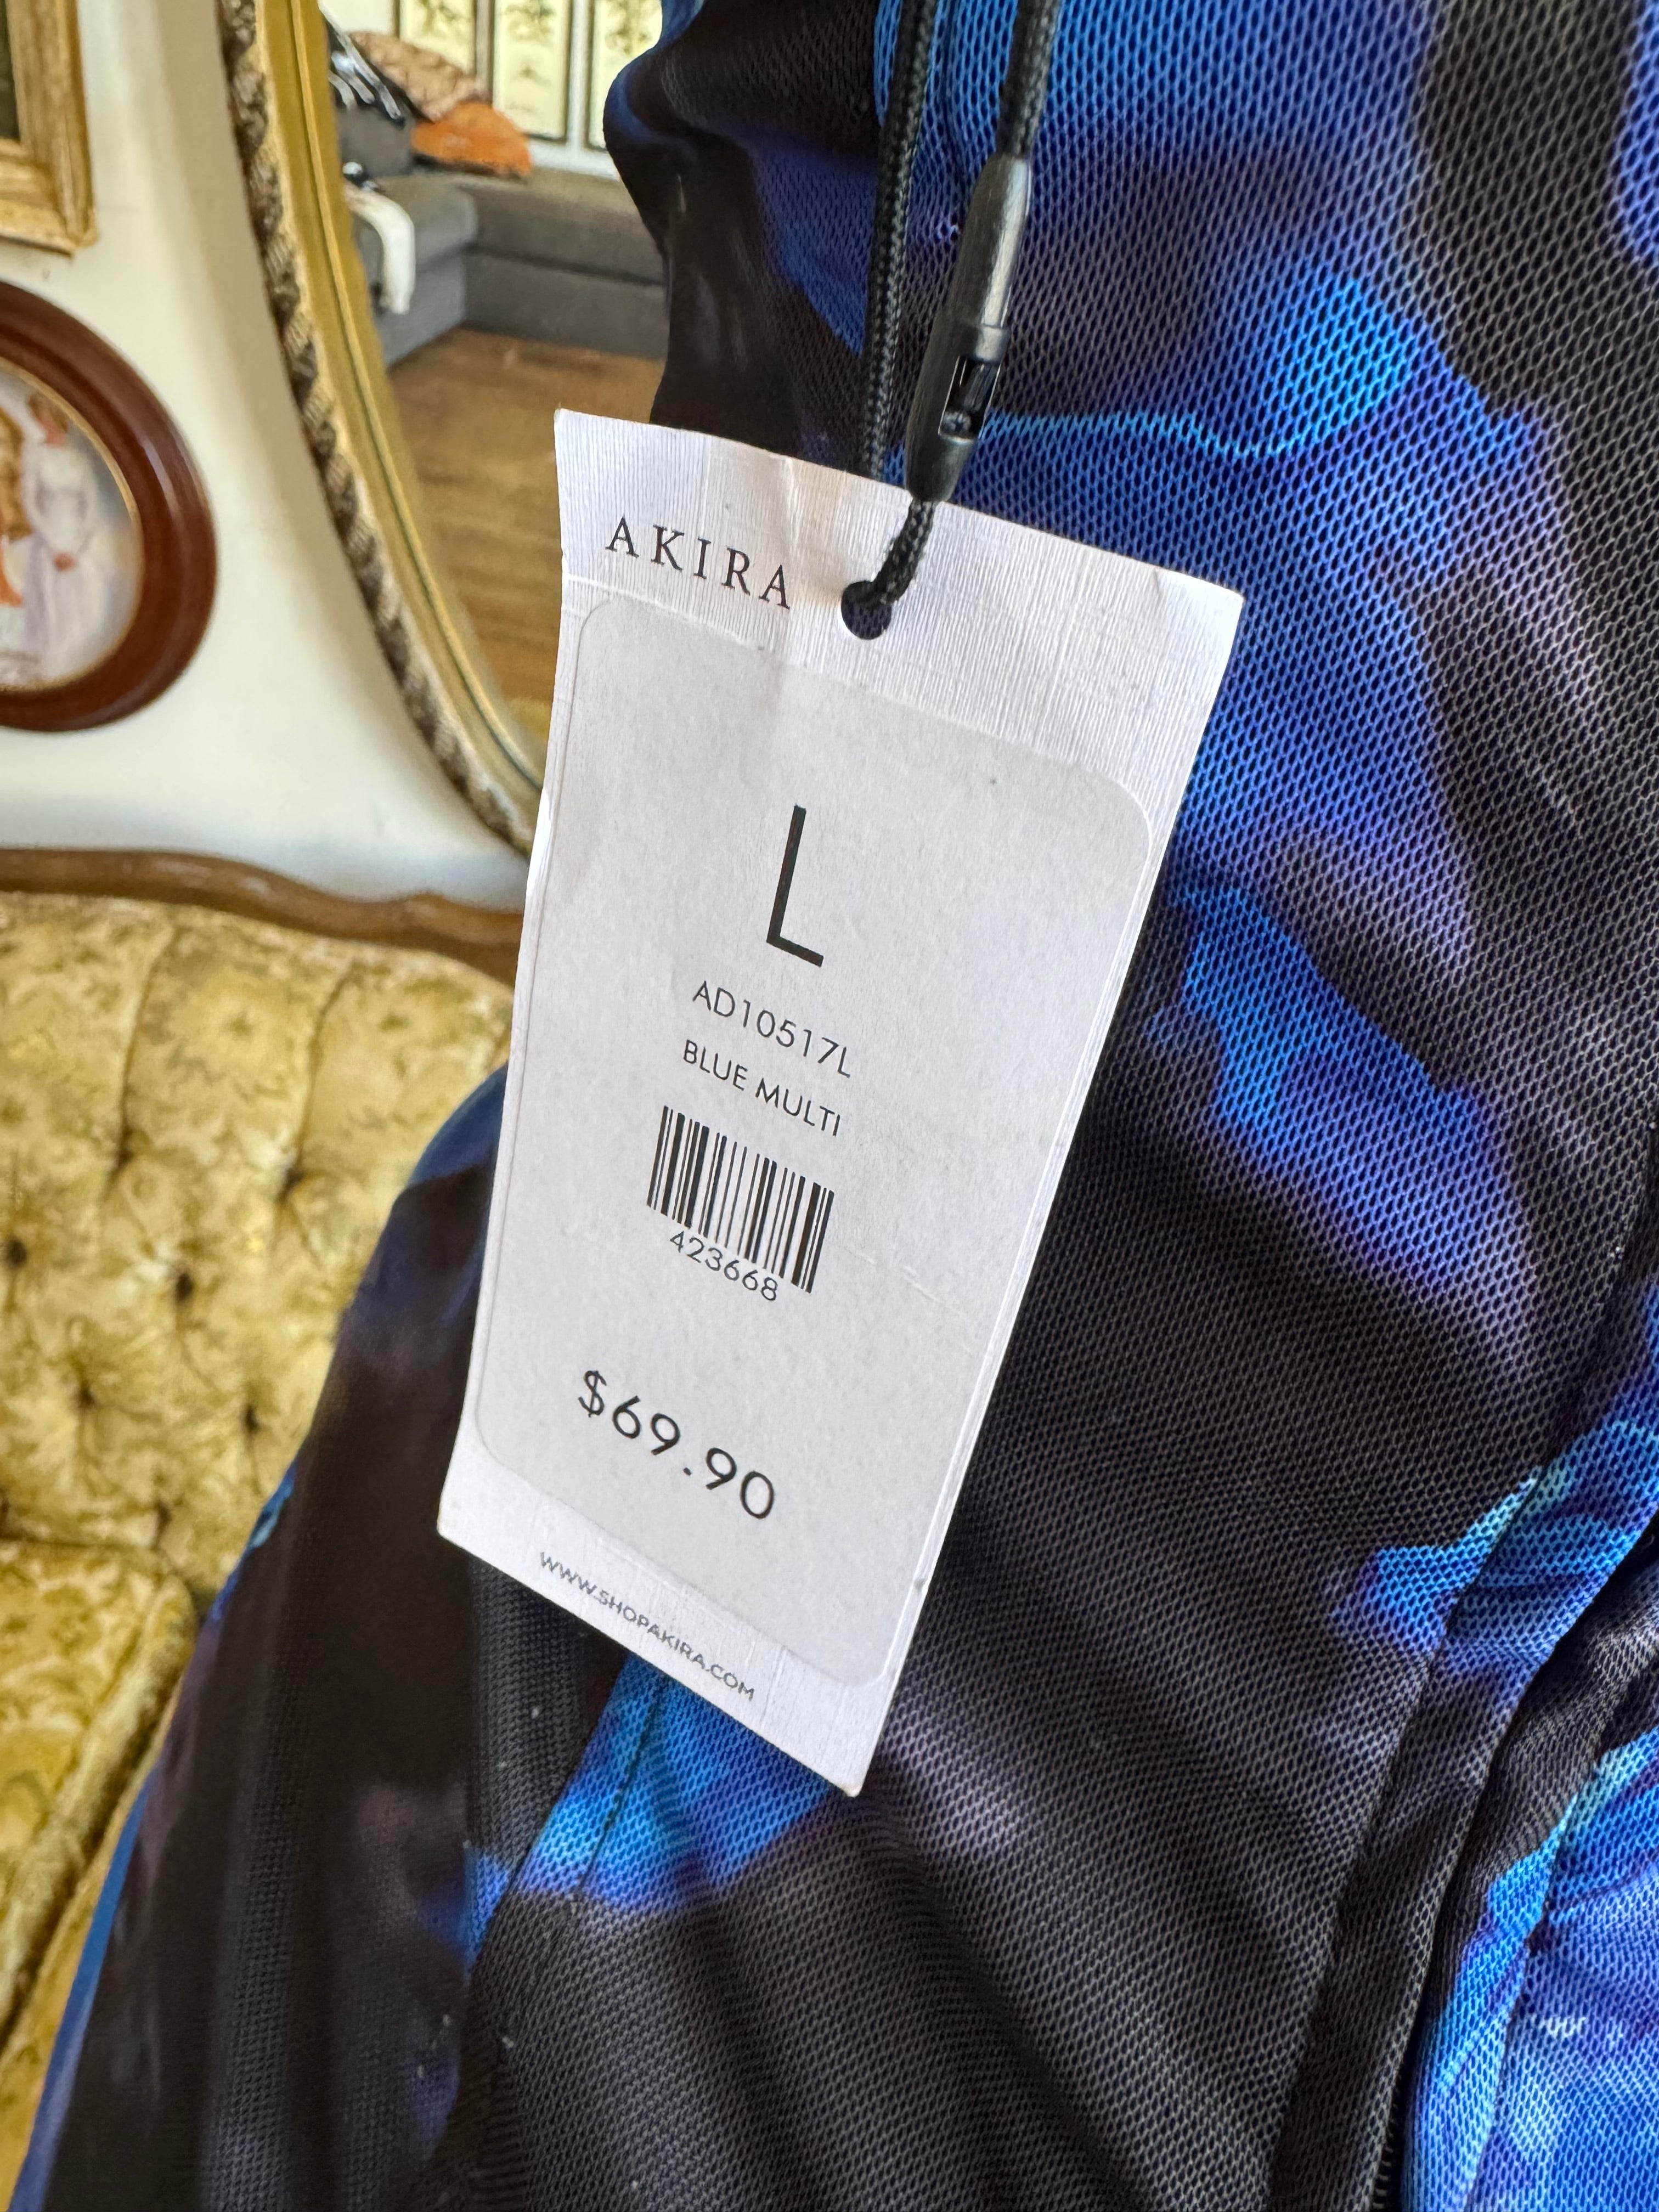 AKIRA
L
AD10517L
BLUE MULTI
423668
$69.90
WWW.SHOPAKIRA.COM